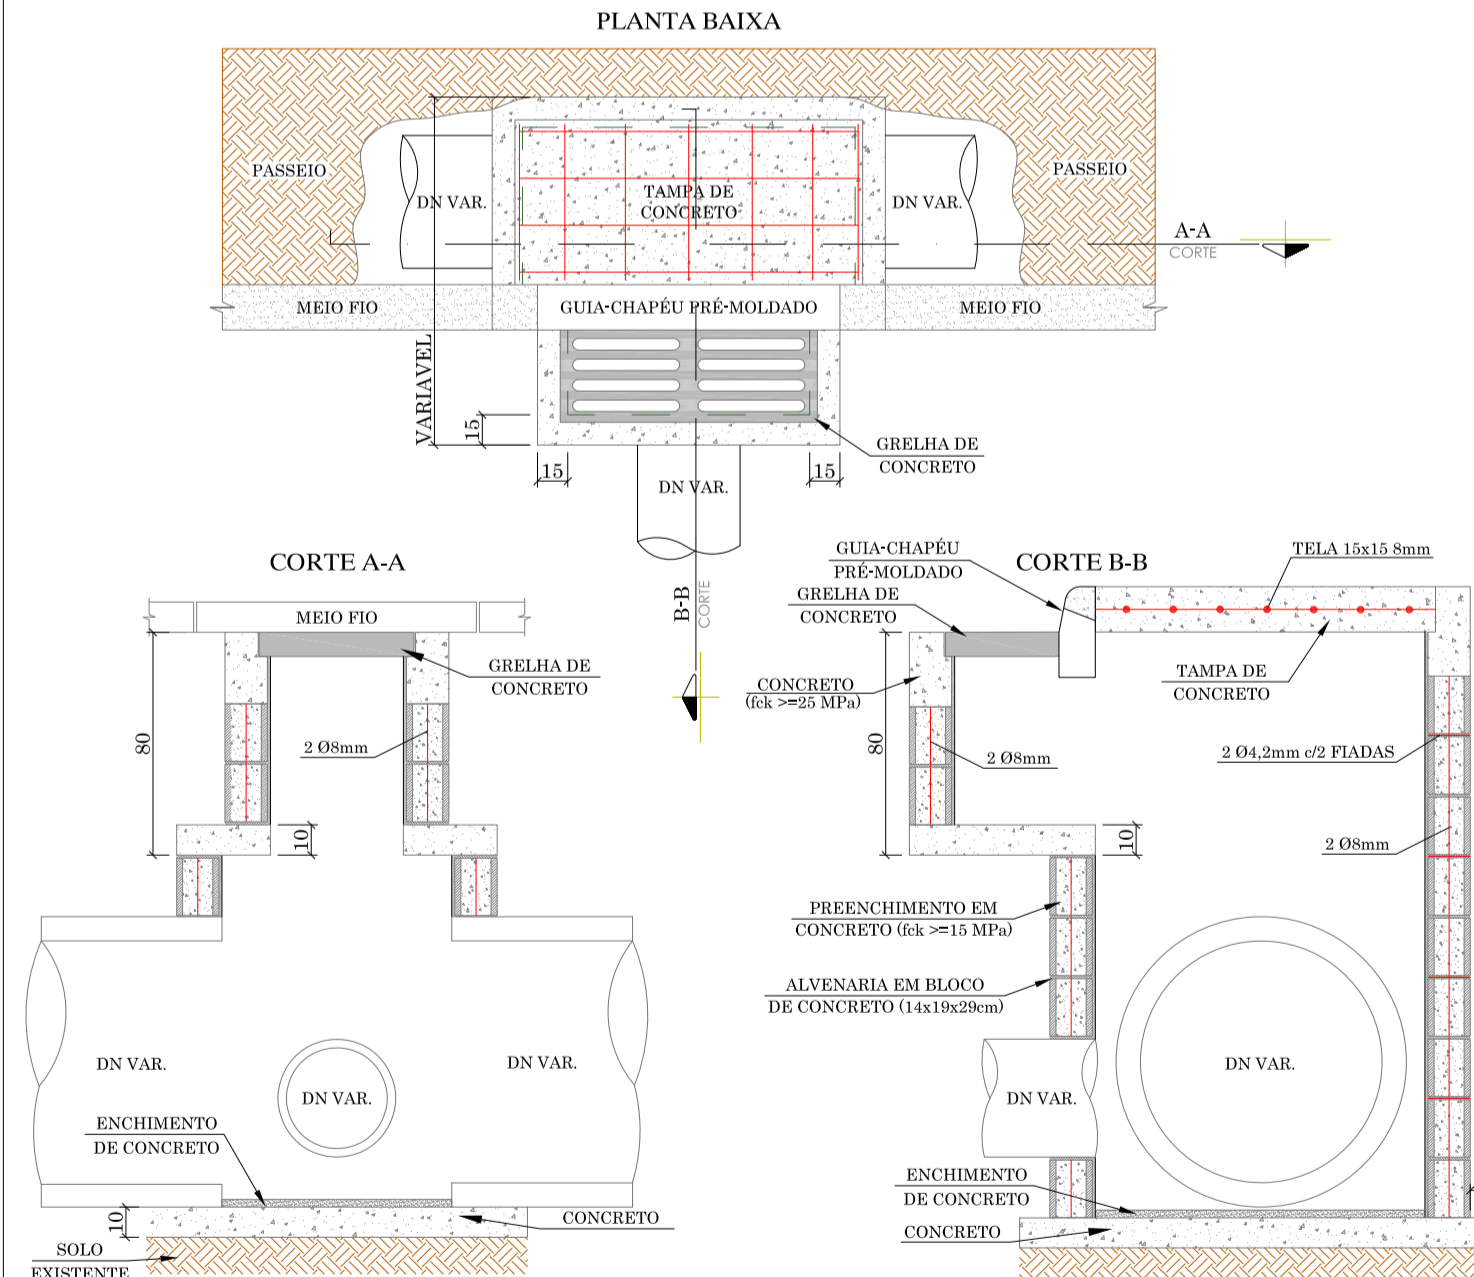 PLANTA BAIXA
PASSEIO
DN VAR.
TAMPA DE
CONCRETO
DN VAR.
PASSEIO
A-A
CORTE
MEIO FIO
GUIA-CHAPÉU PRÉ-MOLDADO
MEIO FIO
VARIAVEL
15
15
15
GRELHA DE
CONCRETO
DN VAR.
B-B
CORTE
CORTE A-A
MEIO FIO
GRELHA DE
CONCRETO
80
2 Ø8mm
10
DN VAR.
DN VAR.
DN VAR.
ENCHIMENTO
DE CONCRETO
10
CONCRETO
SOLO
EXISTENTE
CORTE B-B
GUIA-CHAPÉU
PRÉ-MOLDADO
GRELHA DE
CONCRETO
TELA 15x15 8mm
CONCRETO
(fck >=25 MPa)
TAMPA DE
CONCRETO
80
2 Ø8mm
2 Ø4,2mm c/2 FIADAS
10
2 Ø8mm
PREENCHIMENTO EM
CONCRETO (fck >=15 MPa)
ALVENARIA EM BLOCO
DE CONCRETO (14x19x29cm)
DN VAR.
DN VAR.
ENCHIMENTO
DE CONCRETO
CONCRETO